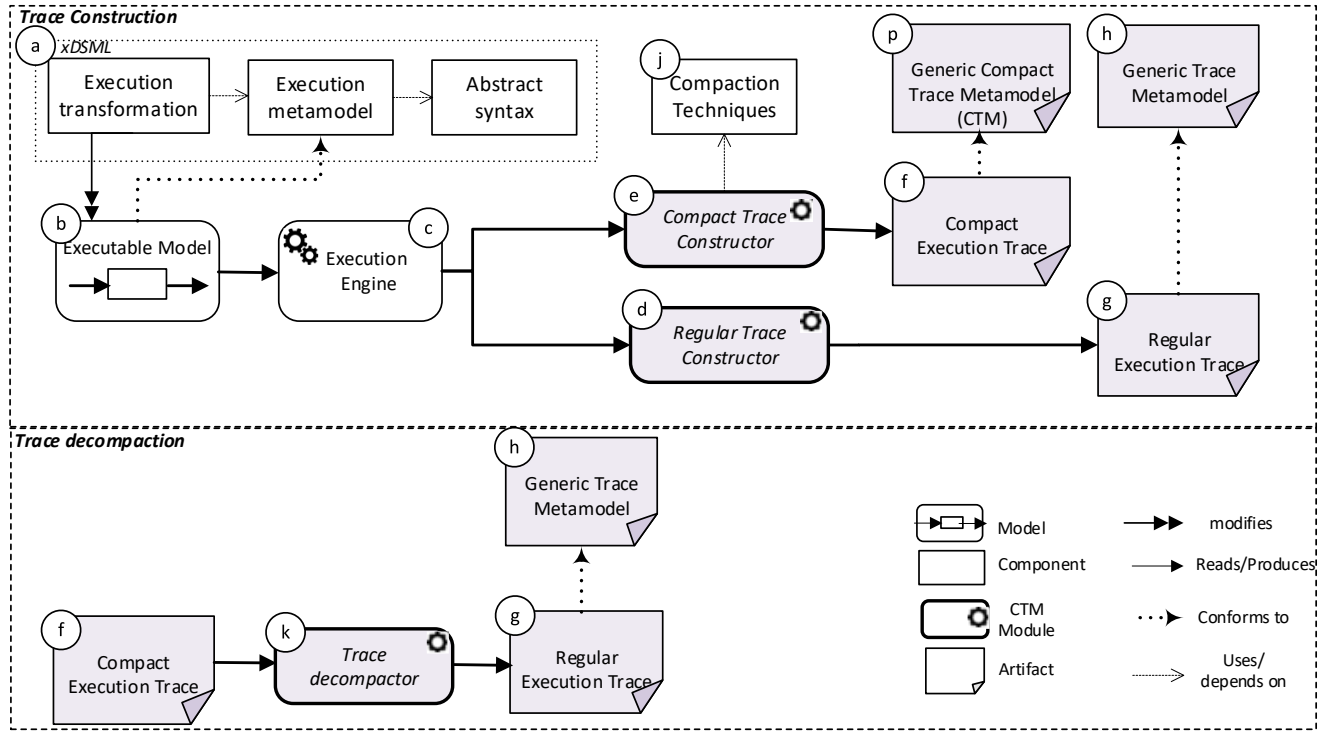 Trace Construction
a
xDSML
Execution
transformation
Execution
metamodel
Abstract
syntax
j
Compaction
Techniques
p
Generic Compact
Trace Metamodel
(CTM)
h
Generic Trace
Metamodel
b
Executable Model
c
Execution
Engine
e
Compact Trace
Constructor
f
Compact
Execution Trace
d
Regular Trace
Constructor
g
Regular
Execution Trace
Trace decompaction
h
Generic Trace
Metamodel
f
Compact
Execution Trace
k
Trace
decompactor
g
Regular
Execution Trace
Model
Component
CTM
Module
Artifact
modifies
Reads/Produces
Conforms to
Uses/
depends on